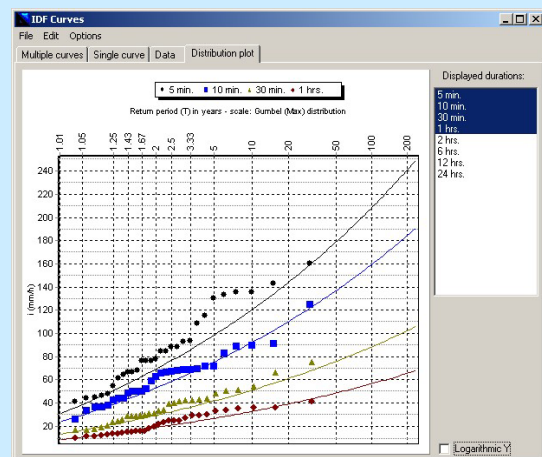 IDF Curves
File Edit Options
Multiple curves Single curve Data Distribution plot
5 min. 10 min. 30 min. 1 hrs.
Return period (T) in years - scale: Gumbel (Max) distribution
1.01 1.05 1.25 1.43 1.67 2 2.5 3.33 5 10 20 50 100 200
240
220
200
180
160
140
120
100
80
60
40
20
i (mm/h)
Displayed durations:
5 min.
10 min.
30 min.
1 hrs.
2 hrs.
6 hrs.
12 hrs.
24 hrs.
Logarithmic Y